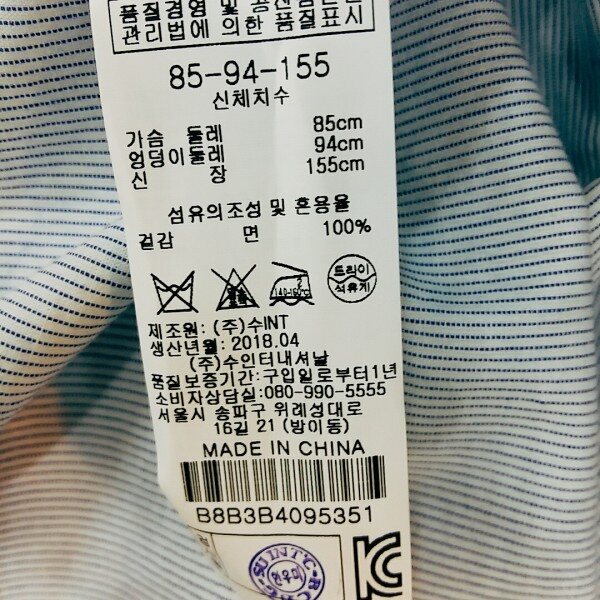 품질경영 및 공산품안전
관리법에 의한 품질표시
85-94-155
신체치수
가슴 둘레 85cm
엉덩이둘레 94cm
신 장 155cm
섬유의조성 및 혼용율
겉감 면 100%
140-160℃
드라이
석유계
제조원: (주)수INT
생산년월: 2018.04
(주)수인터내셔날
품질보증기간:구입일로부터1년
소비자상담실:080-990-5555
서울시 송파구 위례성대로
16길 21 (방이동)
MADE IN CHINA
B8B3B4095351